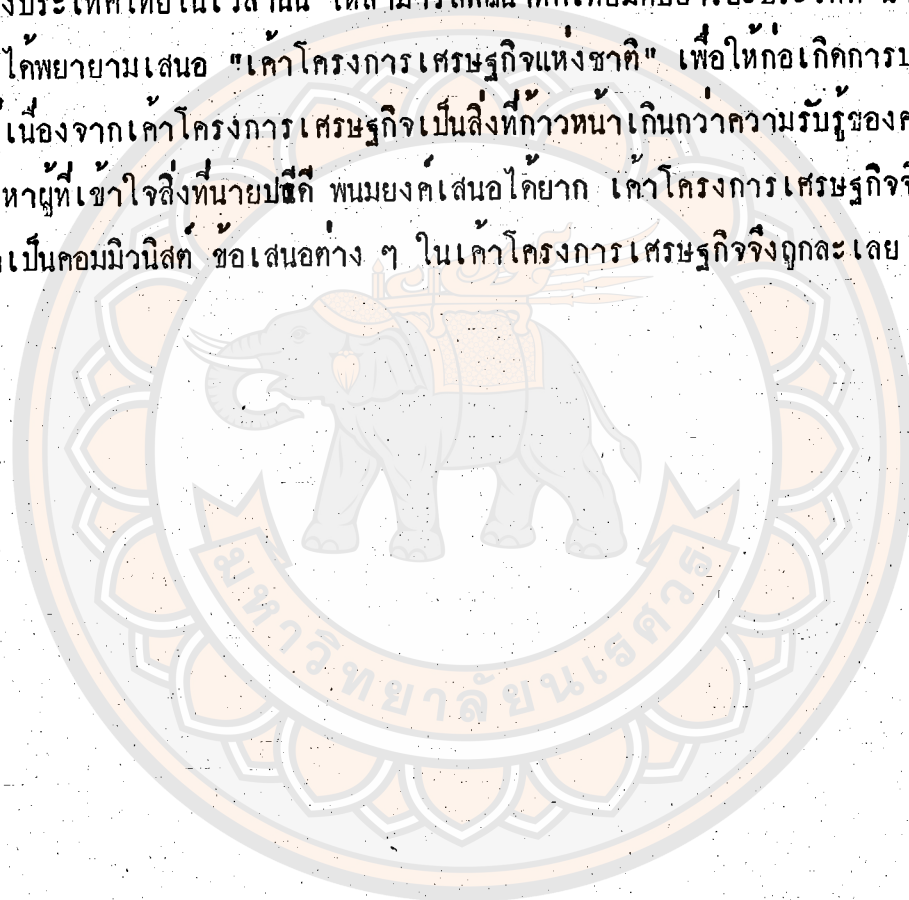 ได้พยายามเสนอ "เค้าโครงการเศรษฐกิจแห่งชาติ" เพื่อให้ก่อเกิดการ
เนื่องจากเค้าโครงการเศรษฐกิจเป็นสิ่งที่ก้าวหน้าเกินกว่าความรับรู้ของ
หาผู้ที่เข้าใจสิ่งที่นายปรีดี พนมยงค์เสนอได้ยาก เค้าโครงการเศรษฐกิจ
เป็นคอมมิวนิสต์ ข้อเสนอต่าง ๆ ในเค้าโครงการเศรษฐกิจจึงถูกละเลย
มหาวิทยาลัยนเรศวร